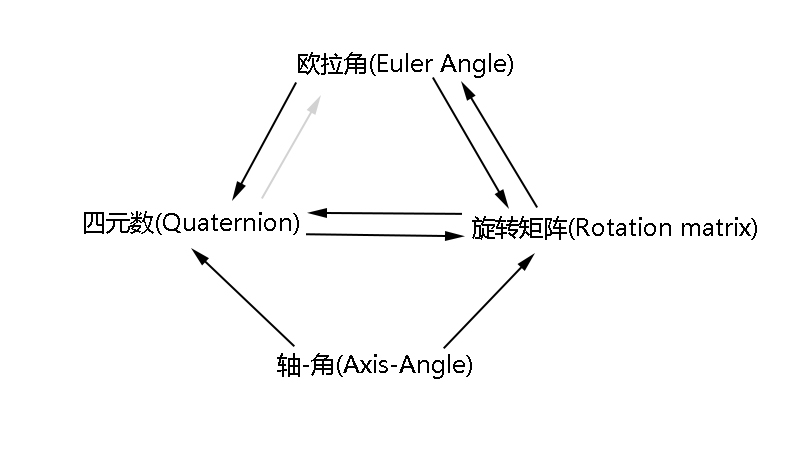 欧拉角(Euler Angle)
四元数(Quaternion)
旋转矩阵(Rotation matrix)
轴-角(Axis-Angle)